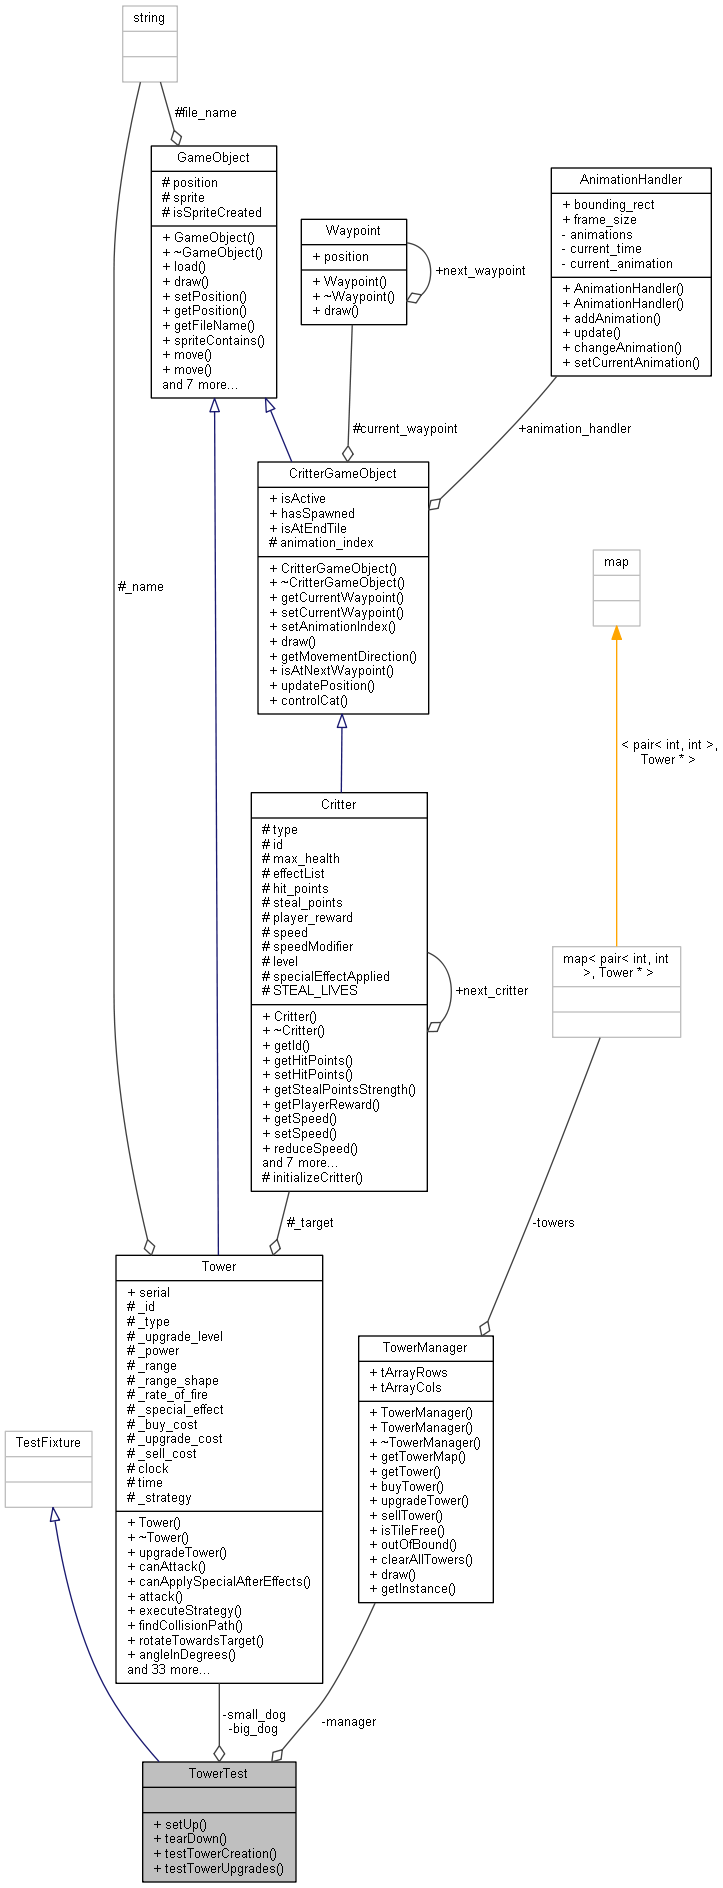 string
#file_name
GameObject
# position
# sprite
# isSpriteCreated
+ GameObject()
+ ~GameObject()
+ load()
+ draw()
+ setPosition()
+ getPosition()
+ getFileName()
+ spriteContains()
+ move()
+ move()
and 7 more...
Waypoint
+ position
+ Waypoint()
+ ~Waypoint()
+ draw()
+next_waypoint
AnimationHandler
+ bounding_rect
+ frame_size
- animations
- current_time
- current_animation
+ AnimationHandler()
+ AnimationHandler()
+ addAnimation()
+ update()
+ changeAnimation()
+ setCurrentAnimation()
#current_waypoint
+animation_handler
CritterGameObject
+ isActive
+ hasSpawned
+ isAtEndTile
# animation_index
+ CritterGameObject()
+ ~CritterGameObject()
+ getCurrentWaypoint()
+ setCurrentWaypoint()
+ setAnimationIndex()
+ draw()
+ getMovementDirection()
+ isAtNextWaypoint()
+ updatePosition()
+ controlCat()
#_name
map
< pair< int, int >,
Tower * >
Critter
# type
# id
# max_health
# effectList
# hit_points
# steal_points
# player_reward
# speed
# speedModifier
# level
# specialEffectApplied
# STEAL_LIVES
+ Critter()
+ ~Critter()
+ getId()
+ getHitPoints()
+ setHitPoints()
+ getStealPointsStrength()
+ getPlayerReward()
+ getSpeed()
+ setSpeed()
+ reduceSpeed()
and 7 more...
# initializeCritter()
+next_critter
map< pair< int, int
>, Tower * >
#_target
-towers
Tower
+ serial
# _id
# _type
# _upgrade_level
# _power
# _range
# _range_shape
# _rate_of_fire
# _special_effect
# _buy_cost
# _upgrade_cost
# _sell_cost
# clock
# time
# _strategy
+ Tower()
+ ~Tower()
+ upgradeTower()
+ canAttack()
+ canApplySpecialAfterEffects()
+ attack()
+ executeStrategy()
+ findCollisionPath()
+ rotateTowardsTarget()
+ angleInDegrees()
and 33 more...
TowerManager
+ tArrayRows
+ tArrayCols
+ TowerManager()
+ TowerManager()
+ ~TowerManager()
+ getTowerMap()
+ getTower()
+ buyTower()
+ upgradeTower()
+ sellTower()
+ isTileFree()
+ outOfBound()
+ clearAllTowers()
+ draw()
+ getInstance()
TestFixture
-small_dog
-big_dog
-manager
TowerTest
+ setUp()
+ tearDown()
+ testTowerCreation()
+ testTowerUpgrades()